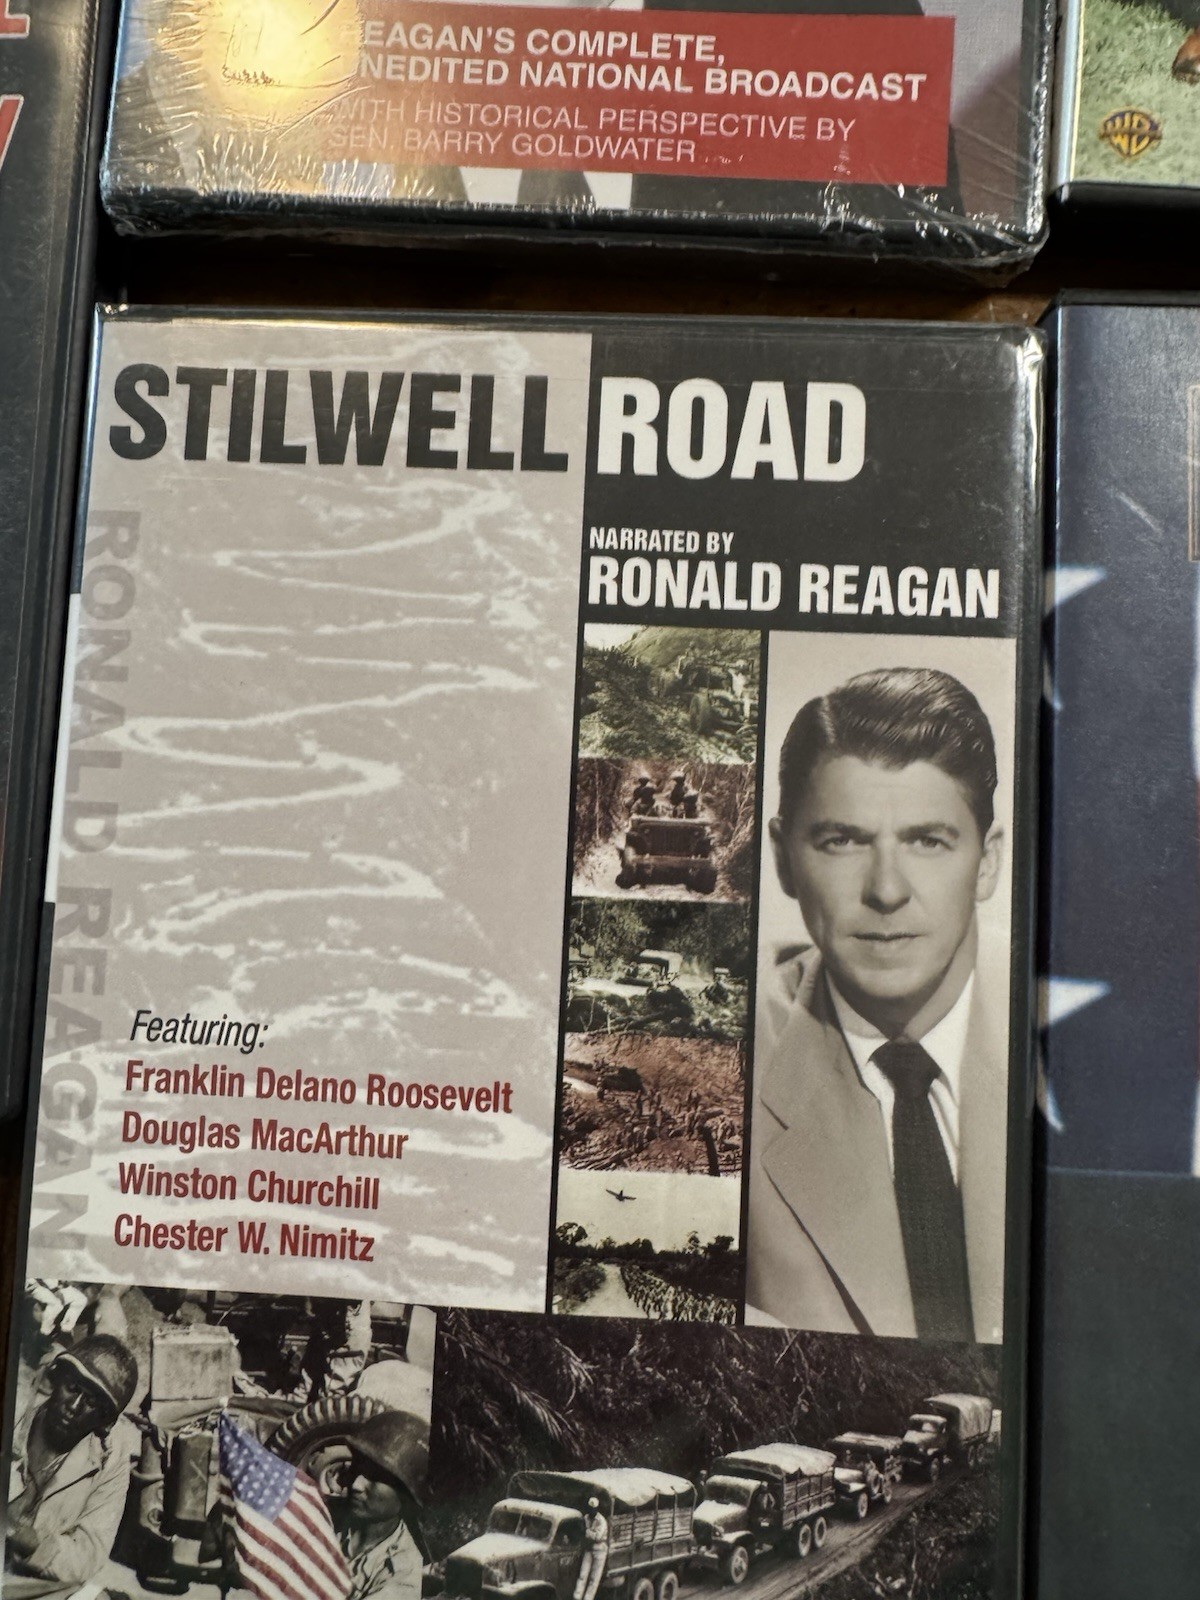 EAGAN'S COMPLETE,
NEDITED NATIONAL BROADCAST
WITH HISTORICAL PERSPECTIVE BY
SEN. BARRY GOLDWATER
WB
STILWELL ROAD
NARRATED BY
RONALD REAGAN
RONALD REAGAN
Featuring:
Franklin Delano Roosevelt
Douglas MacArthur
Winston Churchill
Chester W. Nimitz